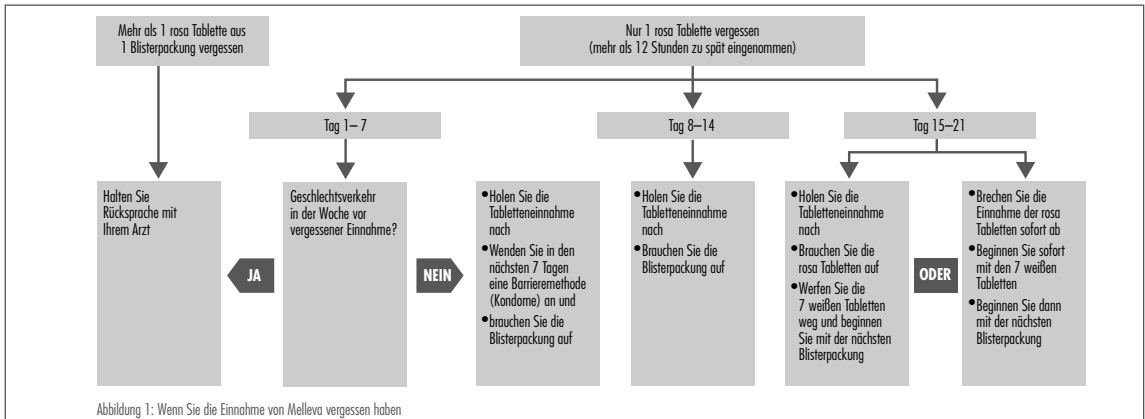 Mehr als 1 rosa Tablette aus
1 Blisterpackung vergessen
Nur 1 rosa Tablette vergessen
(mehr als 12 Stunden zu spät eingenommen)
Tag 1– 7
Tag 8–14
Tag 15–21
Halten Sie
Rücksprache mit
Ihrem Arzt
JA
Geschlechtsverkehr
in der Woche vor
vergessener Einnahme?
NEIN
•Holen Sie die
Tabletteneinnahme
nach
•Wenden Sie in den
nächsten 7 Tagen
eine Barrieremethode
(Kondome) an und
•brauchen Sie die
Blisterpackung auf
•Holen Sie die
Tabletteneinnahme
nach
•Brauchen Sie die
Blisterpackung auf
•Holen Sie die
Tabletteneinnahme
nach
•Brauchen Sie die
rosa Tabletten auf
•Werfen Sie die
7 weißen Tabletten
weg und beginnen
Sie mit der nächsten
Blisterpackung
ODER
•Brechen Sie die
Einnahme der rosa
Tabletten sofort ab
•Beginnen Sie sofort
mit den 7 weißen
Tabletten
•Beginnen Sie dann
mit der nächsten
Blisterpackung
Abbildung 1: Wenn Sie die Einnahme von Melleva vergessen haben